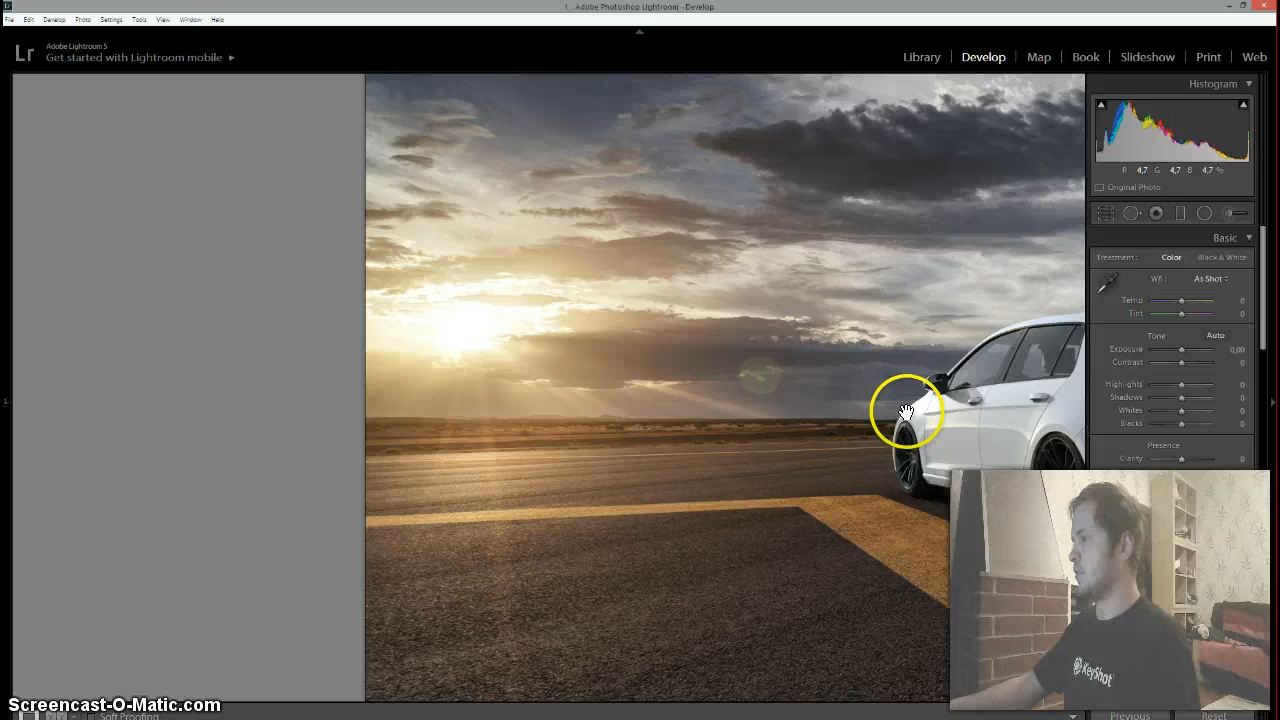 1 . Adobe Photoshop Lightroom - Develop
File Edit Develop Photo Settings Tools View Window Help
Lr
Adobe Lightroom 5
Get started with Lightroom mobile
Library Develop Map Book Slideshow Print Web
Histogram
R 4,7 G 4,7 B 4,7 %
Original Photo
Basic
Treatment : Color Black & White
WB : As Shot
Temp 0
Tint 0
Tone Auto
Exposure 0,00
Contrast 0
Highlights 0
Shadows 0
Whites 0
Blacks 0
Presence
Clarity 0
KeyShot
Screencast-O-Matic.com
Soft Proofing
Previous Reset